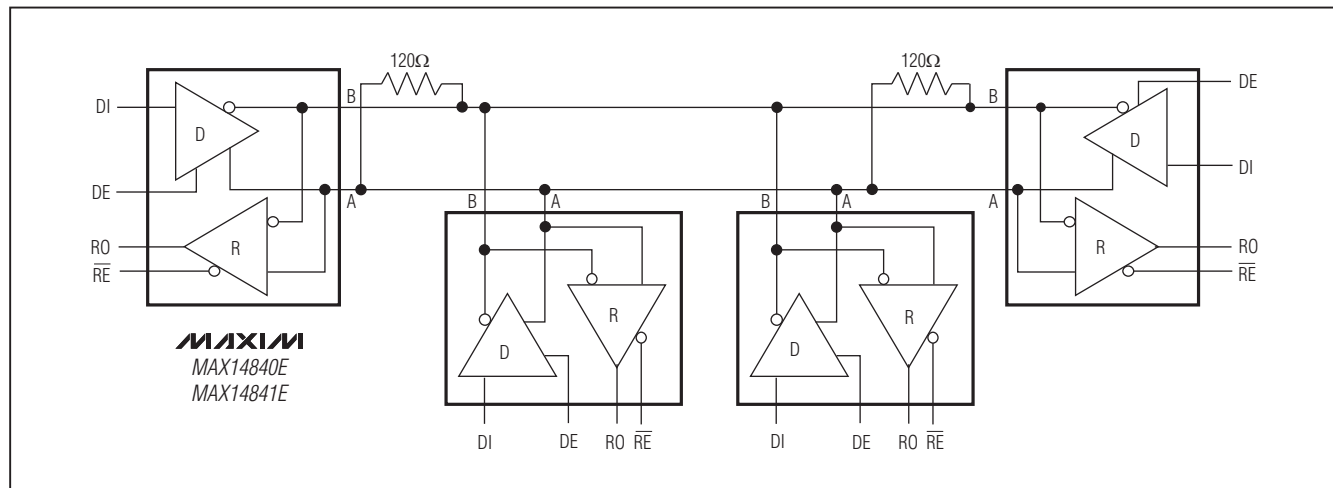 120Ω 120Ω
B B DE
DI D D
DI
DE
A B A B A A
RO R R RO
RE RE
R R
D D
MAXIM
MAX14840E
MAX14841E
DI DE RO RE DI DE RO RE